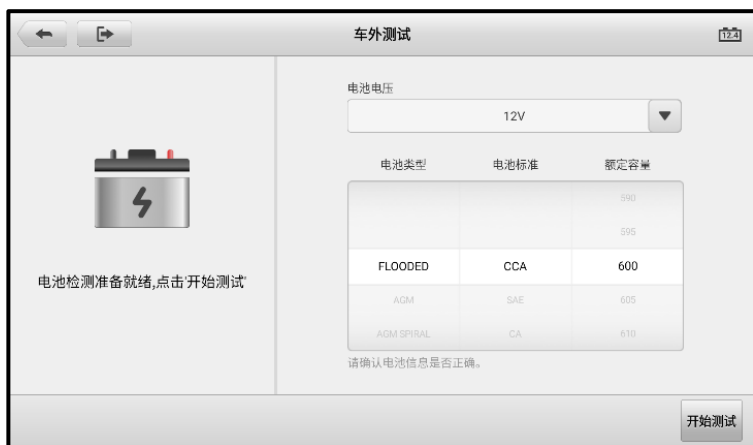 车外测试
12.4
电池电压
12V
电池类型 电池标准 额定容量
590
595
FLOODED CCA 600
AGM SAE 605
AGM SPIRAL CA 610
请确认电池信息是否正确。
电池检测准备就绪,点击'开始测试'
开始测试